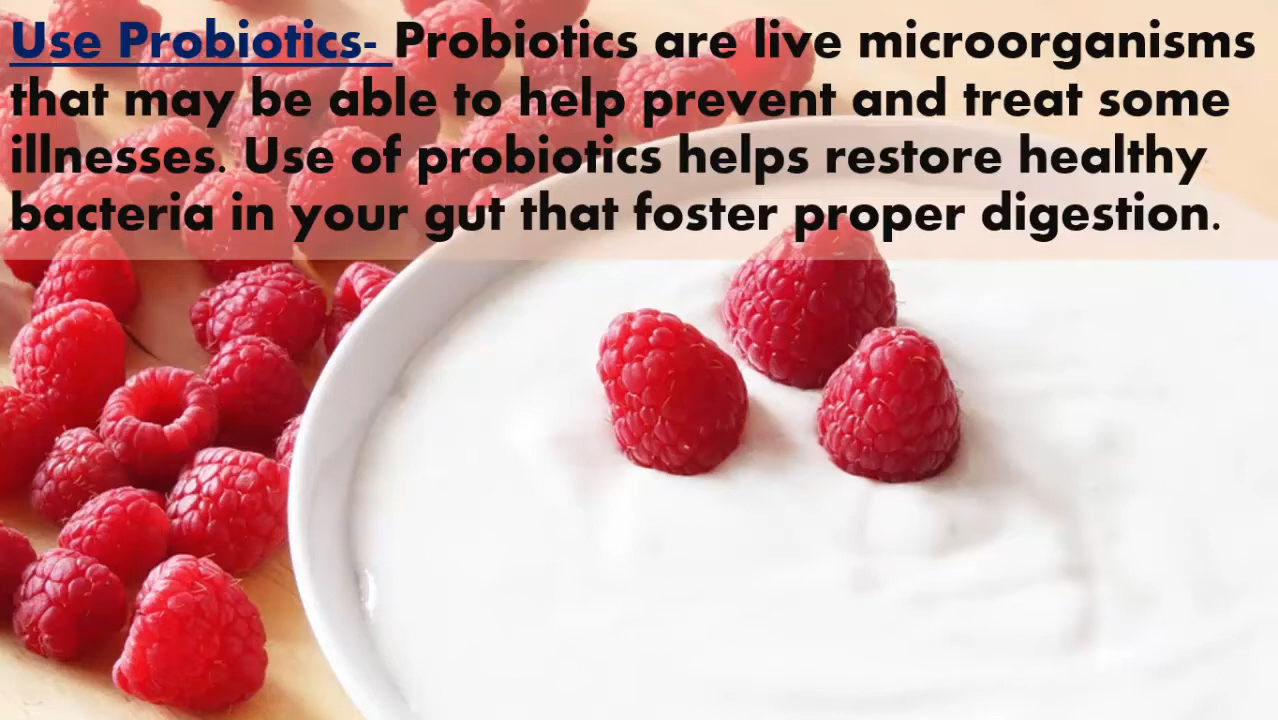 Use Probiotics- Probiotics are live microorganisms
that may be able to help prevent and treat some
illnesses. Use of probiotics helps restore healthy
bacteria in your gut that foster proper digestion.